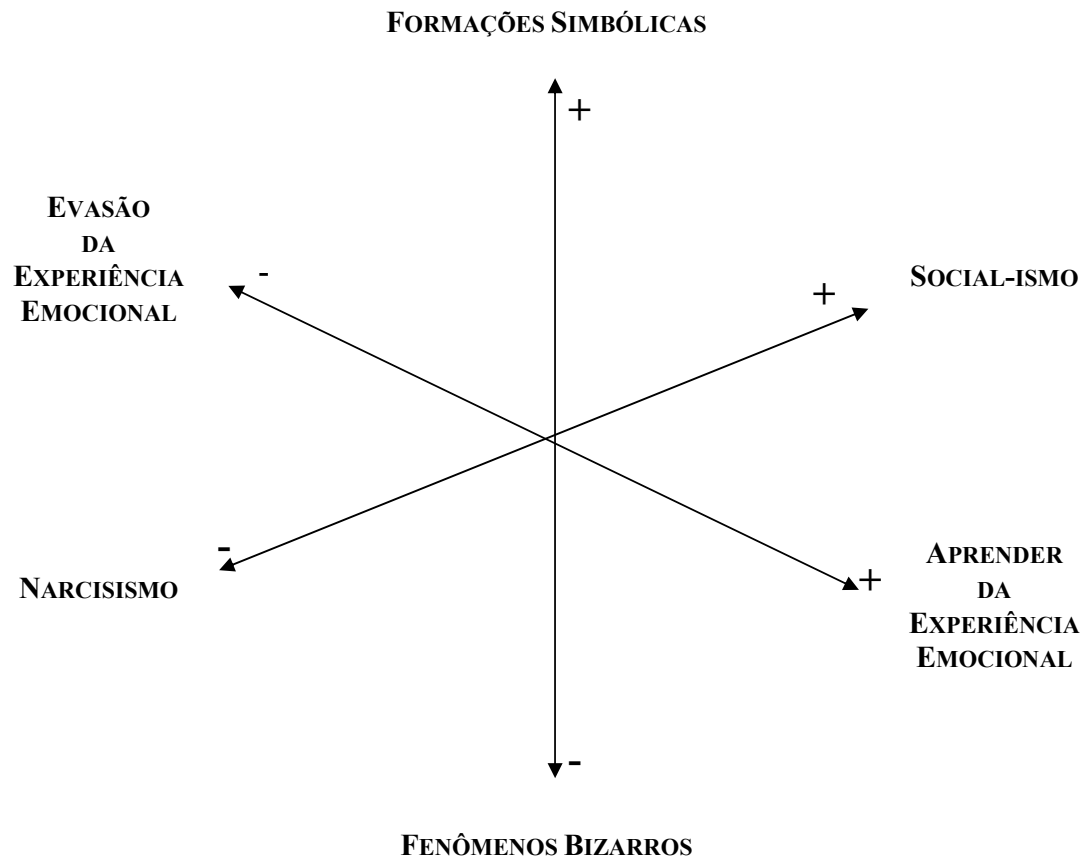 FORMAÇÕES SIMBÓLICAS
+
EVASÃO
DA
EXPERIÊNCIA
EMOCIONAL
-
+
SOCIAL-ISMO
-
NARCISISMO
+
APRENDER
DA
EXPERIÊNCIA
EMOCIONAL
-
FENÔMENOS BIZARROS